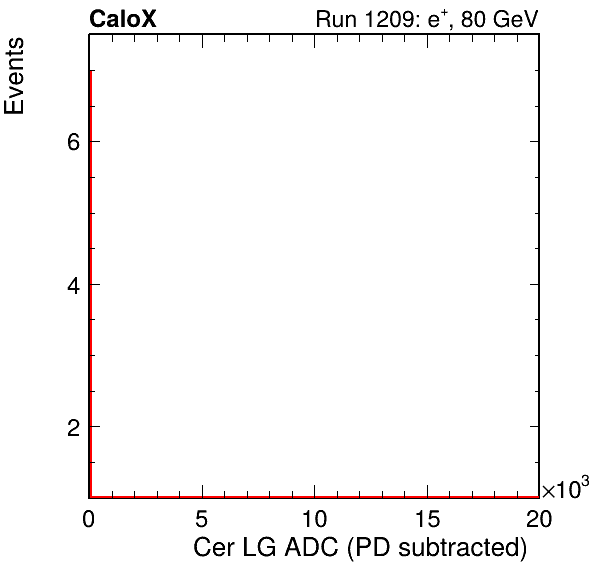 CaloX
Run 1209: e+, 80 GeV
Events
6
4
2
×10³
0 5 10 15 20
Cer LG ADC (PD subtracted)